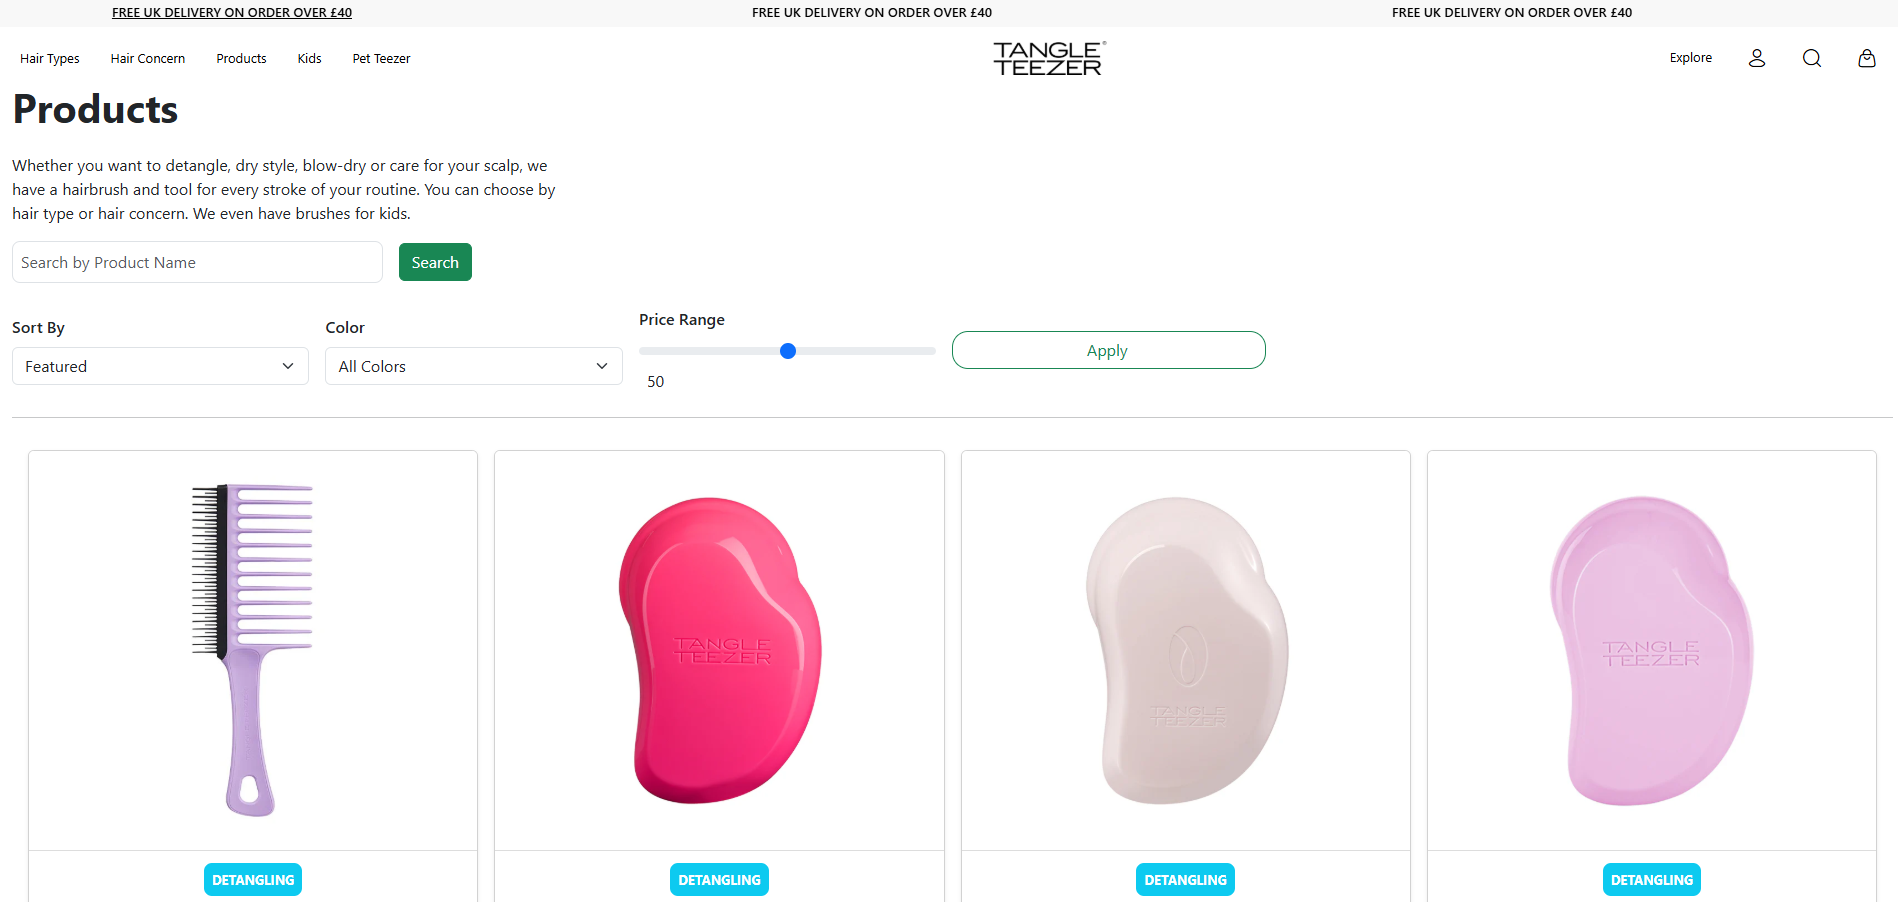 FREE UK DELIVERY ON ORDER OVER £40
FREE UK DELIVERY ON ORDER OVER £40
FREE UK DELIVERY ON ORDER OVER £40
Hair Types
Hair Concern
Products
Kids
Pet Teezer
TANGLE®
TEEZER
Explore
Products
Whether you want to detangle, dry style, blow-dry or care for your scalp, we
have a hairbrush and tool for every stroke of your routine. You can choose by
hair type or hair concern. We even have brushes for kids.
Search by Product Name
Search
Sort By
Featured
Color
All Colors
Price Range
50
Apply
TANGLE
TEEZER
TANGLE
TEEZER
TANGLE
TEEZER
DETANGLING
DETANGLING
DETANGLING
DETANGLING